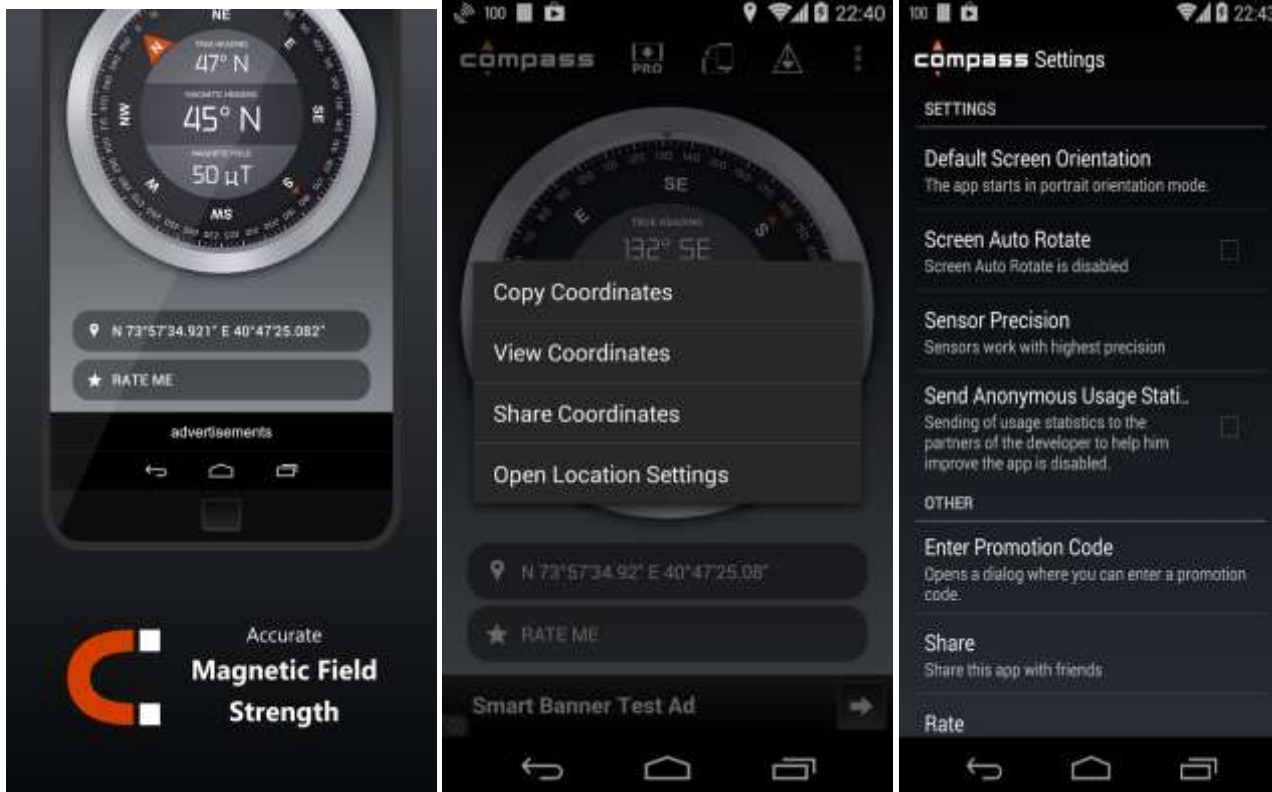 NE
N
E
TRUE HEADING
47° N
MAGNETIC HEADING
45° N
NW
SE
MAGNETIC FIELD
50 µT
W
S
SW
N 73°57'34.921" E 40°47'25.082"
RATE ME
advertisements
Accurate
Magnetic Field
Strength
100
22:40
compass
PRO
SE
E
TRUE HEADING
S
132° SE
Copy Coordinates
View Coordinates
Share Coordinates
Open Location Settings
N 73°57'34.92" E 40°47'25.08"
RATE ME
Smart Banner Test Ad
100
22:43
compass Settings
SETTINGS
Default Screen Orientation
The app starts in portrait orientation mode.
Screen Auto Rotate
Screen Auto Rotate is disabled
Sensor Precision
Sensors work with highest precision
Send Anonymous Usage Stati..
Sending of usage statistics to the
partners of the developer to help him
improve the app is disabled.
OTHER
Enter Promotion Code
Opens a dialog where you can enter a promotion
code.
Share
Share this app with friends
Rate